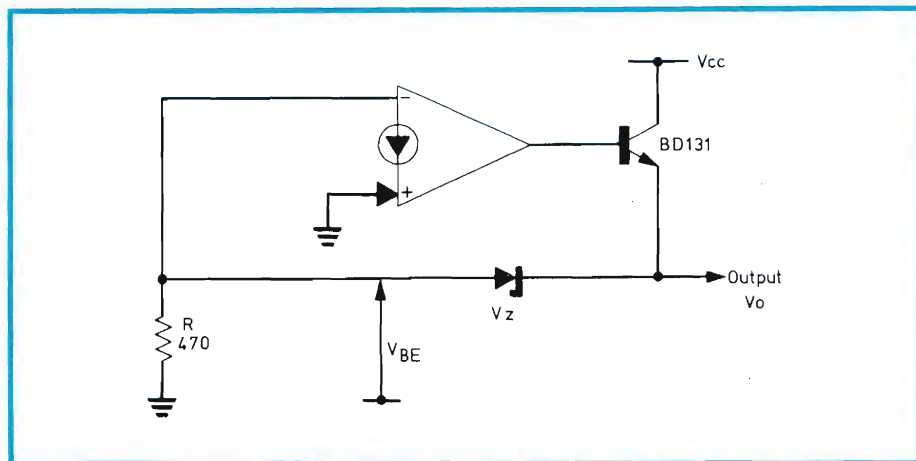 Vcc
−
BD131
+
Output
Vo
Vz
R
470
VBE